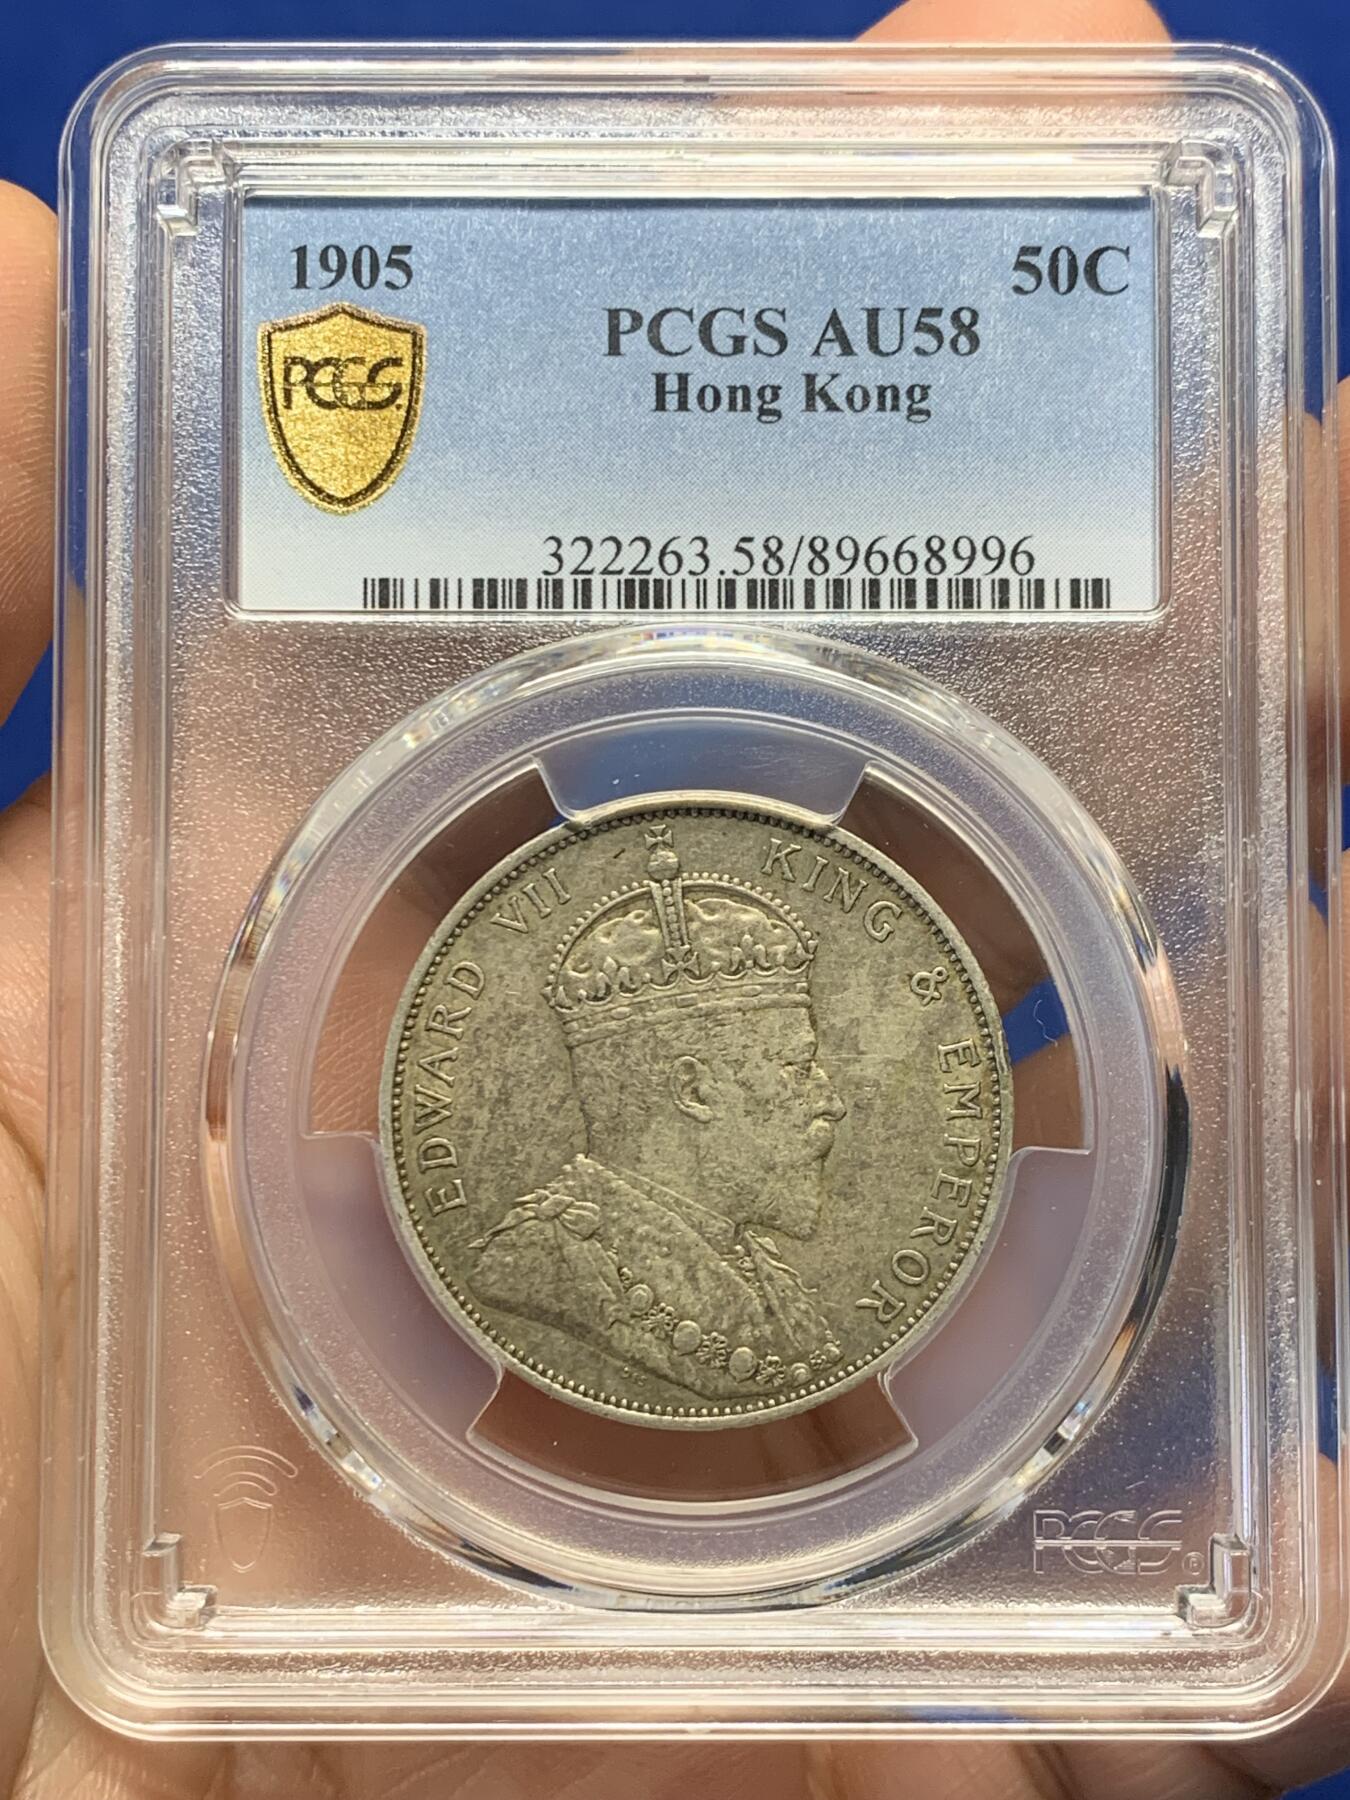 1905
50C
PCGS AU58
PCGS
Hong Kong
322263.58/89668996
EDWARD VII KING & EMPEROR
PCGS